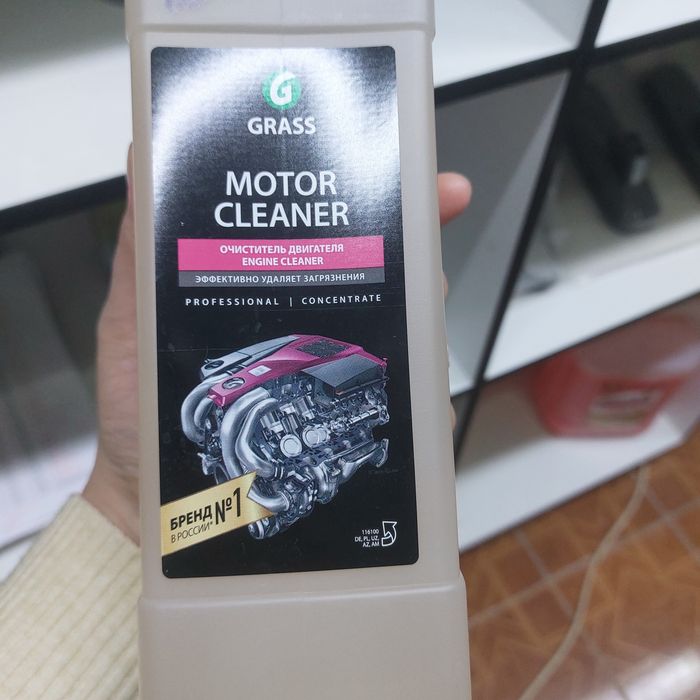 GRASS
MOTOR
CLEANER
ОЧИСТИТЕЛЬ ДВИГАТЕЛЯ
ENGINE CLEANER
ЭФФЕКТИВНО УДАЛЯЕТ ЗАГРЯЗНЕНИЯ
PROFESSIONAL | CONCENTRATE
БРЕНД №1
В РОССИИ*
116100
DE, PL, UZ,
AZ, AM